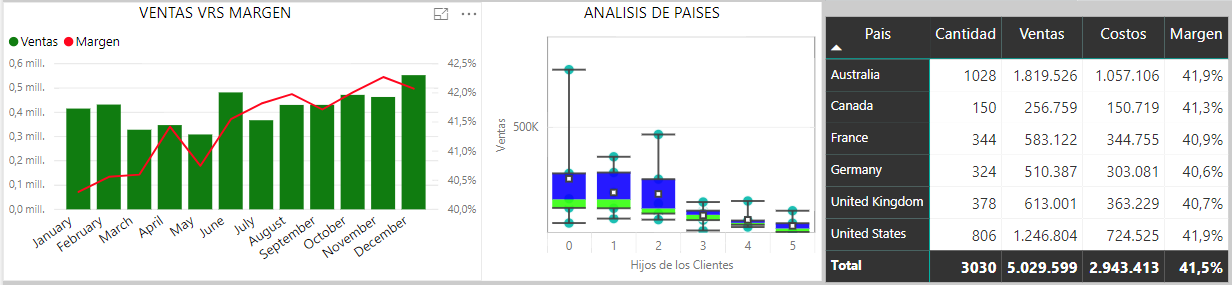 VENTAS VRS MARGEN
Ventas Margen
0,6 mill.
0,5 mill.
0,4 mill.
0,3 mill.
0,2 mill.
0,1 mill.
0,0 mill.
42,5%
42,0%
41,5%
41,0%
40,5%
40,0%
January February March April May June July August September October November December
ANALISIS DE PAISES
Ventas
500K
0 1 2 3 4 5
Hijos de los Clientes
Pais Cantidad Ventas Costos Margen
Australia 1028 1.819.526 1.057.106 41,9%
Canada 150 256.759 150.719 41,3%
France 344 583.122 344.755 40,9%
Germany 324 510.387 303.081 40,6%
United Kingdom 378 613.001 363.229 40,7%
United States 806 1.246.804 724.525 41,9%
Total 3030 5.029.599 2.943.413 41,5%